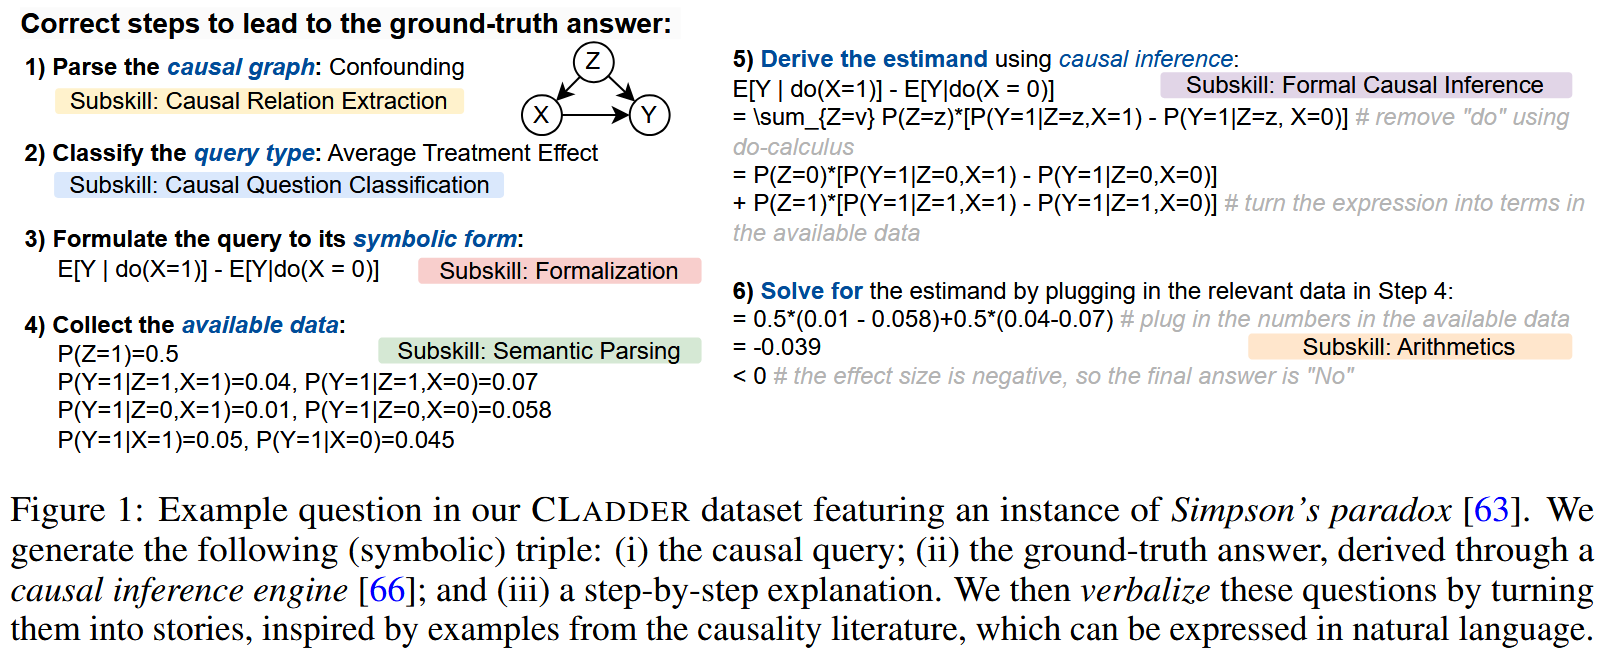 Correct steps to lead to the ground-truth answer:
1) Parse the causal graph: Confounding
Subskill: Causal Relation Extraction
Z
X
Y
2) Classify the query type: Average Treatment Effect
Subskill: Causal Question Classification
3) Formulate the query to its symbolic form:
E[Y | do(X=1)] - E[Y|do(X = 0)]
Subskill: Formalization
4) Collect the available data:
P(Z=1)=0.5
Subskill: Semantic Parsing
P(Y=1|Z=1,X=1)=0.04, P(Y=1|Z=1,X=0)=0.07
P(Y=1|Z=0,X=1)=0.01, P(Y=1|Z=0,X=0)=0.058
P(Y=1|X=1)=0.05, P(Y=1|X=0)=0.045
5) Derive the estimand using causal inference:
E[Y | do(X=1)] - E[Y|do(X = 0)]
Subskill: Formal Causal Inference
= \sum_{Z=v} P(Z=z)*[P(Y=1|Z=z,X=1) - P(Y=1|Z=z, X=0)] # remove "do" using
do-calculus
= P(Z=0)*[P(Y=1|Z=0,X=1) - P(Y=1|Z=0,X=0)]
+ P(Z=1)*[P(Y=1|Z=1,X=1) - P(Y=1|Z=1,X=0)] # turn the expression into terms in
the available data
6) Solve for the estimand by plugging in the relevant data in Step 4:
= 0.5*(0.01 - 0.058)+0.5*(0.04-0.07) # plug in the numbers in the available data
= -0.039
Subskill: Arithmetics
< 0 # the effect size is negative, so the final answer is "No"
Figure 1: Example question in our CLADDER dataset featuring an instance of Simpson's paradox [63]. We
generate the following (symbolic) triple: (i) the causal query; (ii) the ground-truth answer, derived through a
causal inference engine [66]; and (iii) a step-by-step explanation. We then verbalize these questions by turning
them into stories, inspired by examples from the causality literature, which can be expressed in natural language.